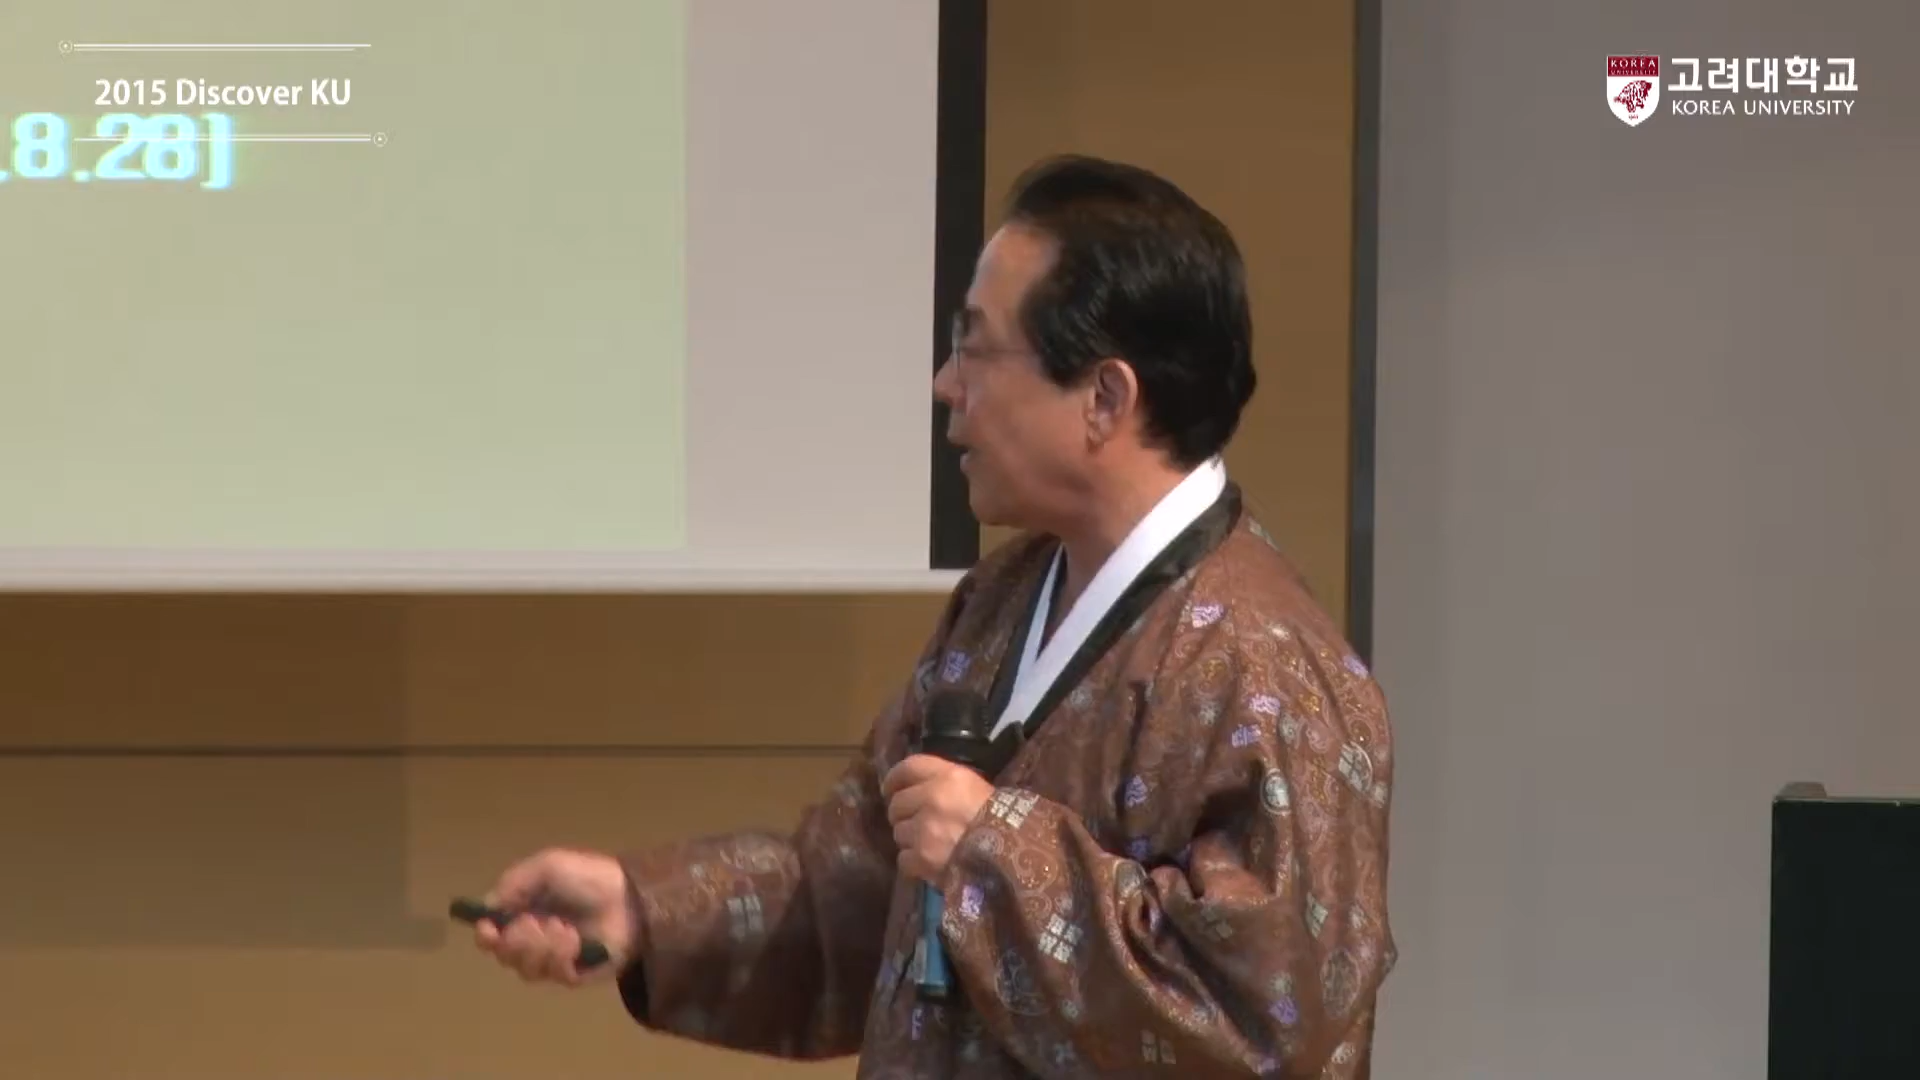 2015 Discover KU
.8.28]
KOREA
UNIVERSITY
고려대학교
KOREA UNIVERSITY